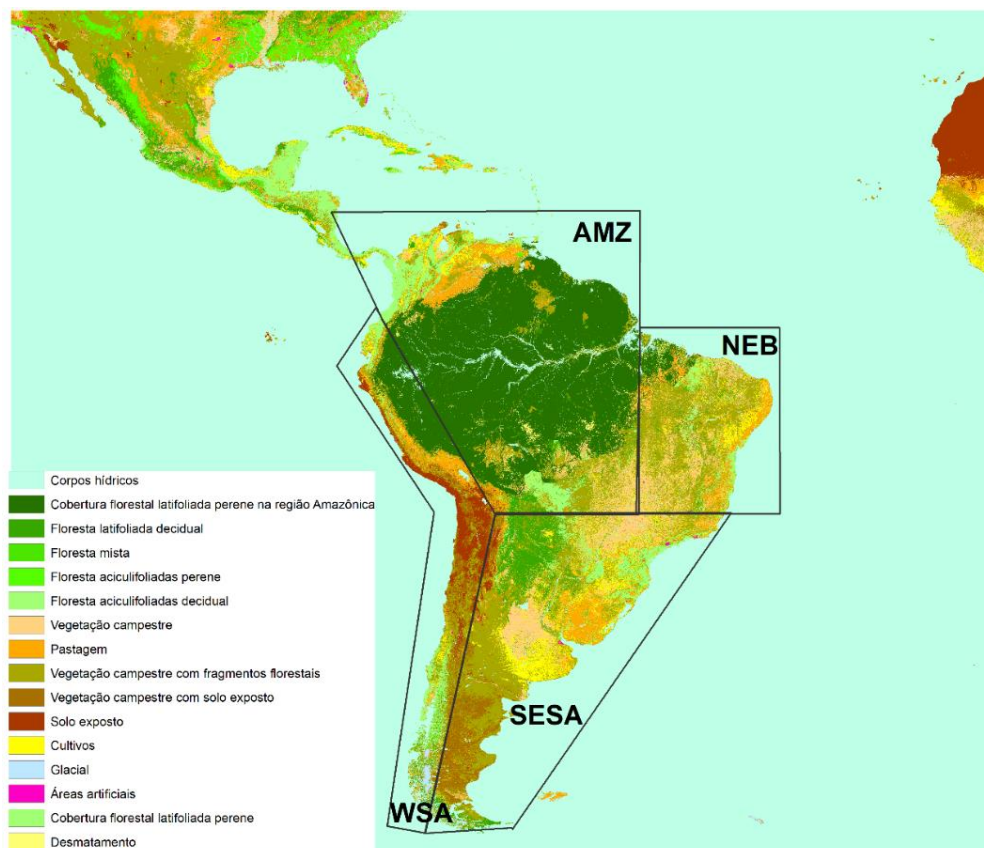 AMZ
NEB
Corpos hídricos
Cobertura florestal latifoliada perene na região Amazônica
Floresta latifoliada decidual
Floresta mista
Floresta aciculifoliadas perene
Floresta aciculifoliadas decidual
Vegetação campestre
Pastagem
Vegetação campestre com fragmentos florestais
Vegetação campestre com solo exposto
Solo exposto
Cultivos
Glacial
Áreas artificiais
Cobertura florestal latifoliada perene
Desmatamento
SESA
WSA